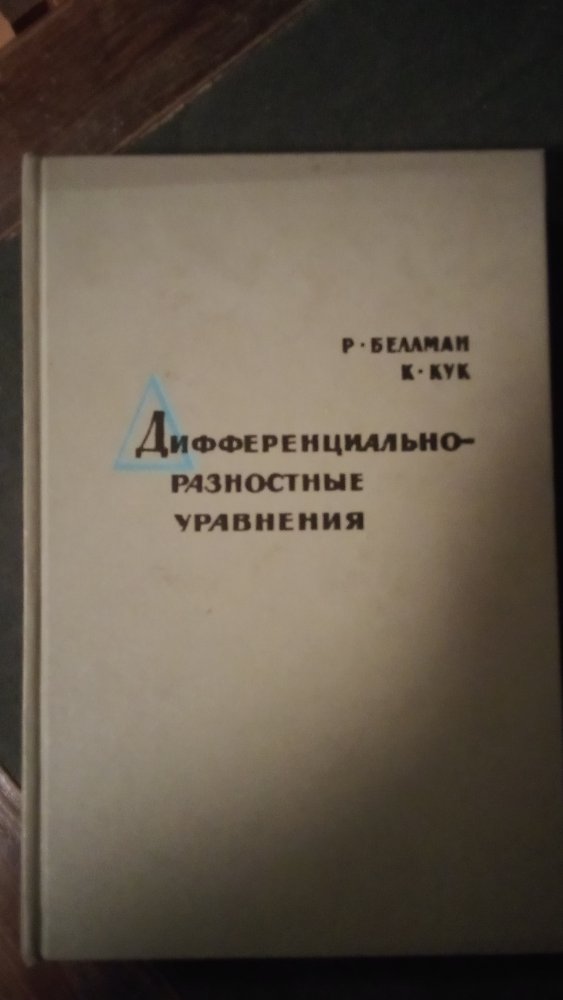 Р. БЕЛЛМАН
К. КУК
ДИФФЕРЕНЦИАЛЬНО-
РАЗНОСТНЫЕ
УРАВНЕНИЯ